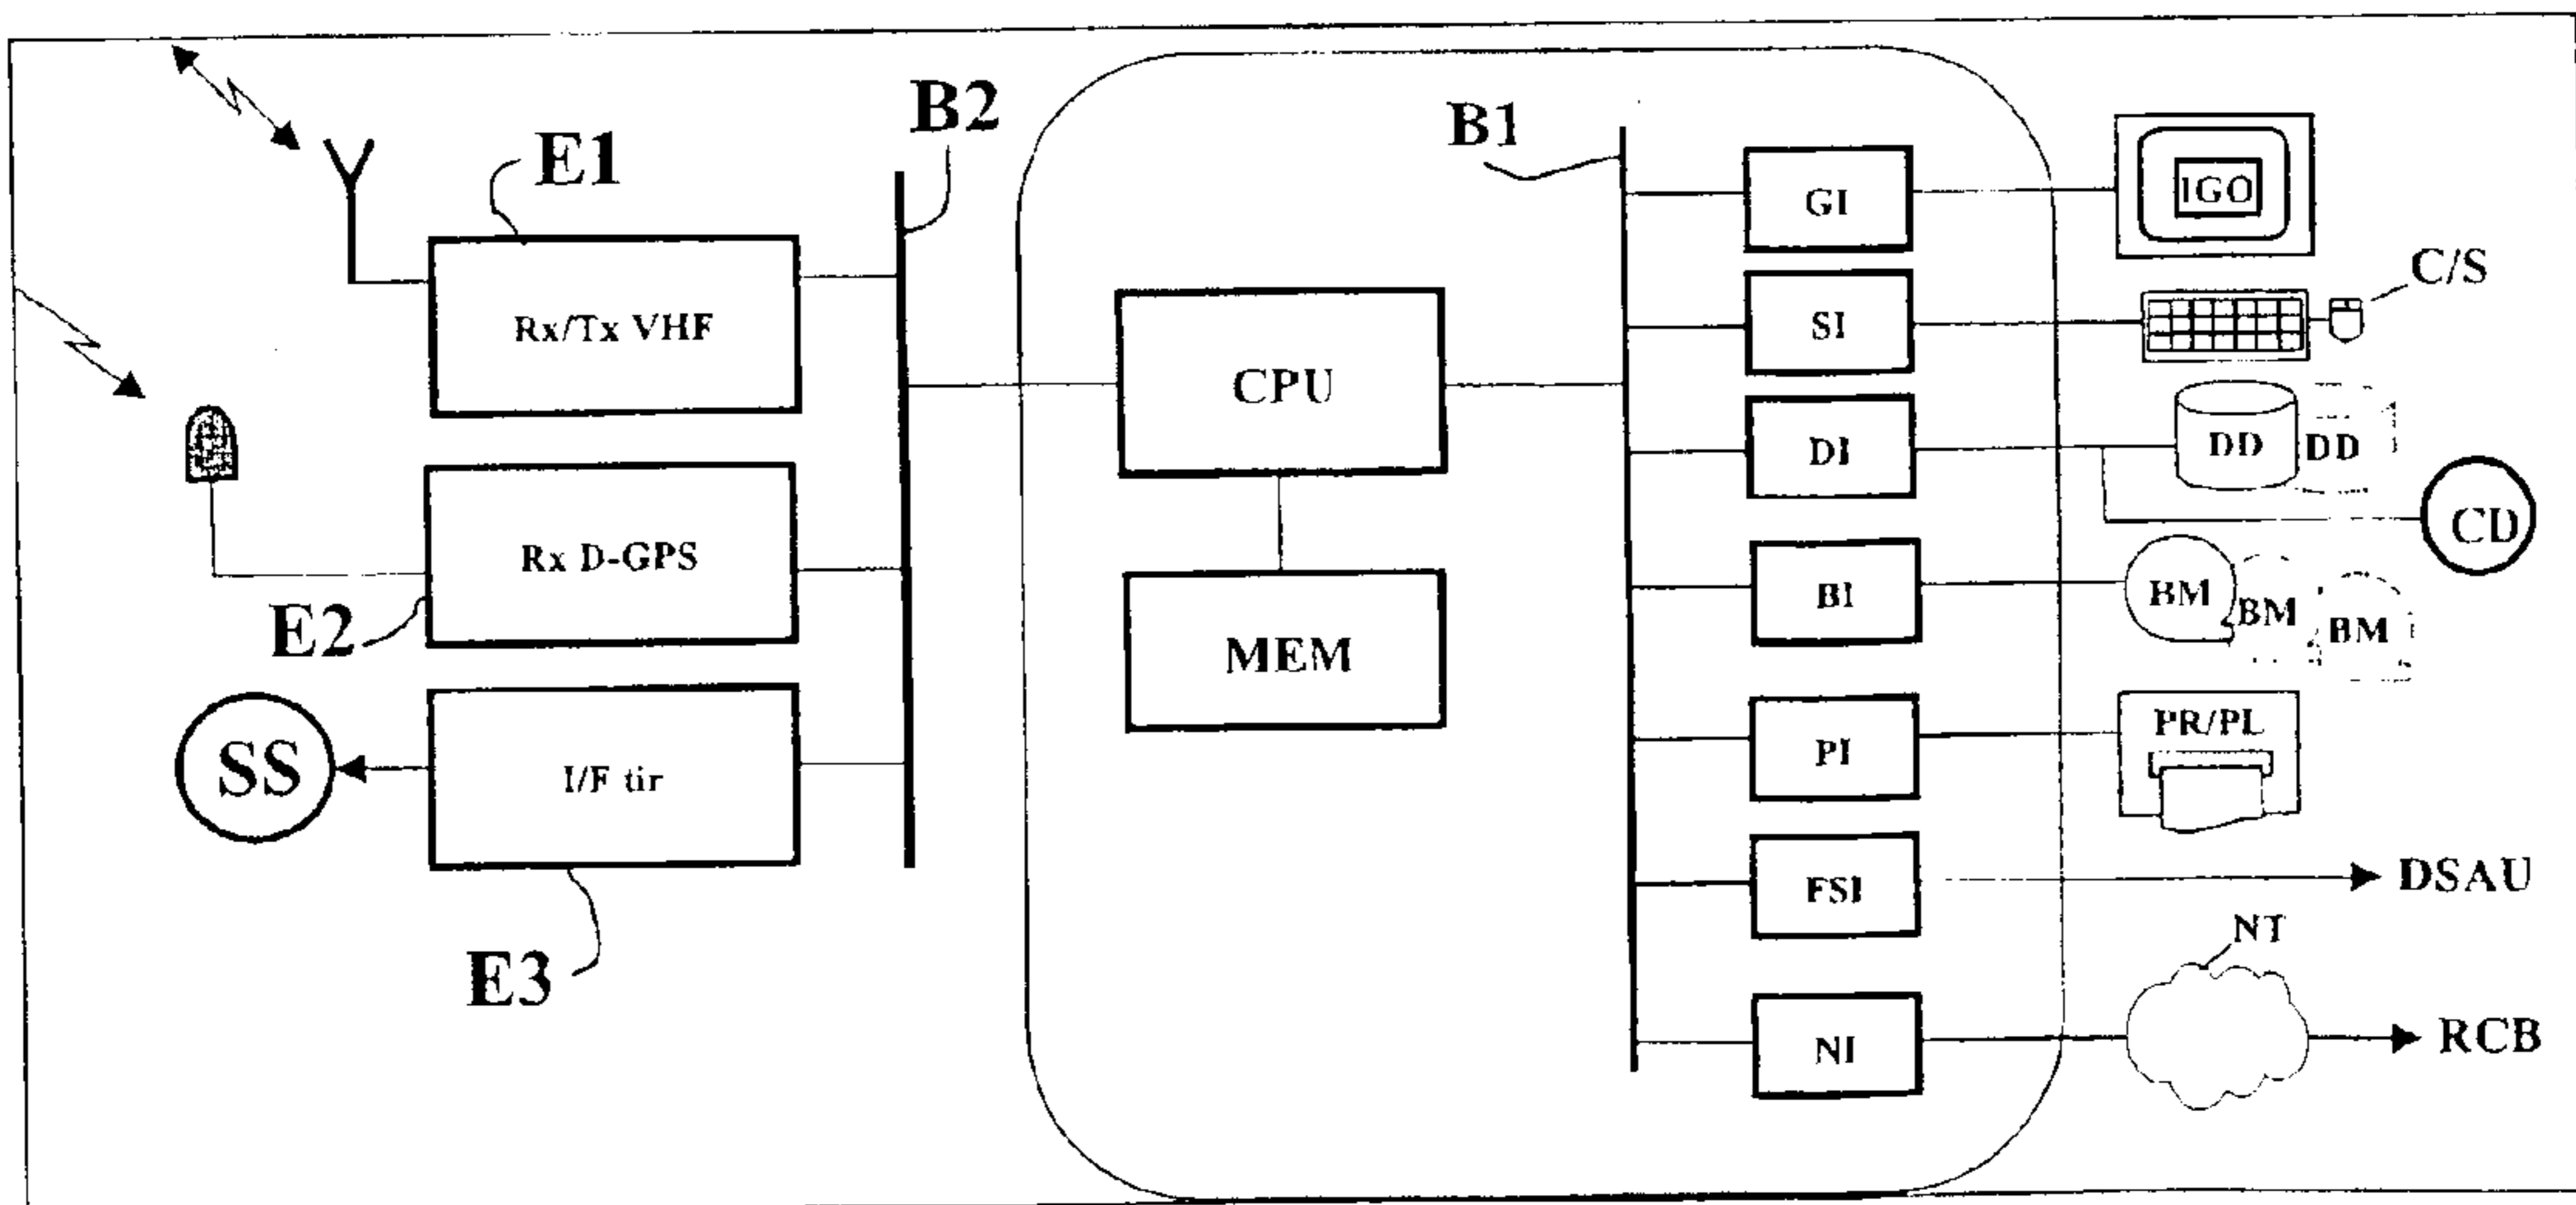 B2
B1
E1
GI
IGO
C/S
Rx/Tx VHF
SI
CPU
DI
DD
DD
CD
Rx D-GPS
E2
BI
BM
BM
BM
MEM
SS
I/F tir
PI
PR/PL
FSI
DSAU
NT
E3
NI
RCB